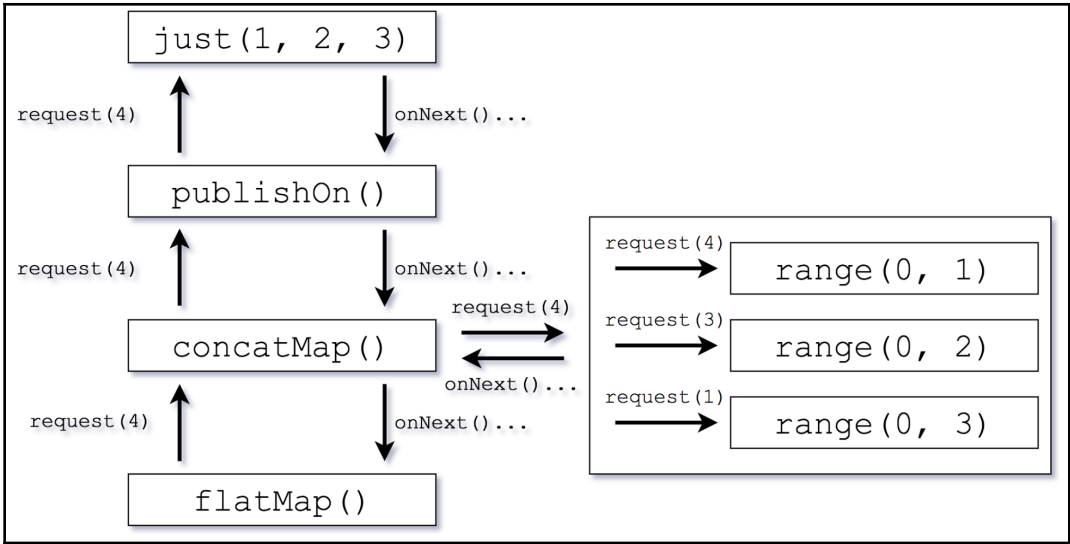 just(1, 2, 3)
request(4)
onNext()...
publishOn()
request(4)
onNext()...
request(4)
range(0, 1)
request(4)
concatMap()
onNext()...
request(3)
range(0, 2)
request(1)
range(0, 3)
request(4)
onNext()...
flatMap()